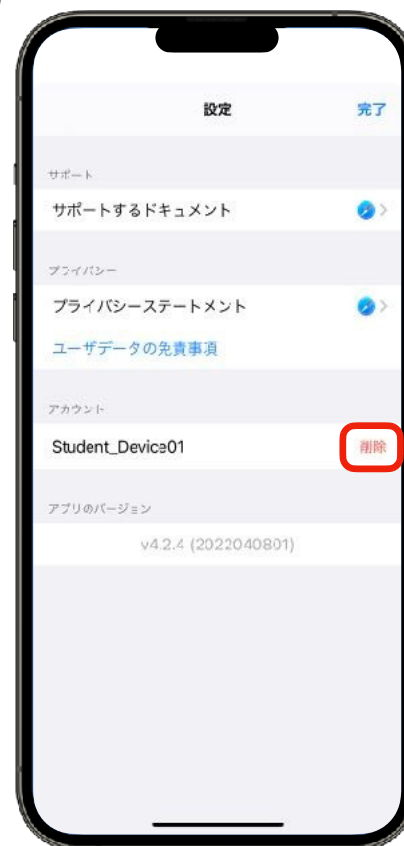 設定
完了
サポート
サポートするドキュメント
プライバシー
プライバシーステートメント
ユーザデータの免責事項
アカウント
Student_Device01
削除
アプリのバージョン
v4.2.4 (2022040801)